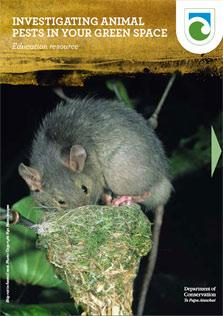 INVESTIGATING ANIMAL
PESTS IN YOUR GREEN SPACE
Education resource
Department of
Conservation
Te Papa Atawhai